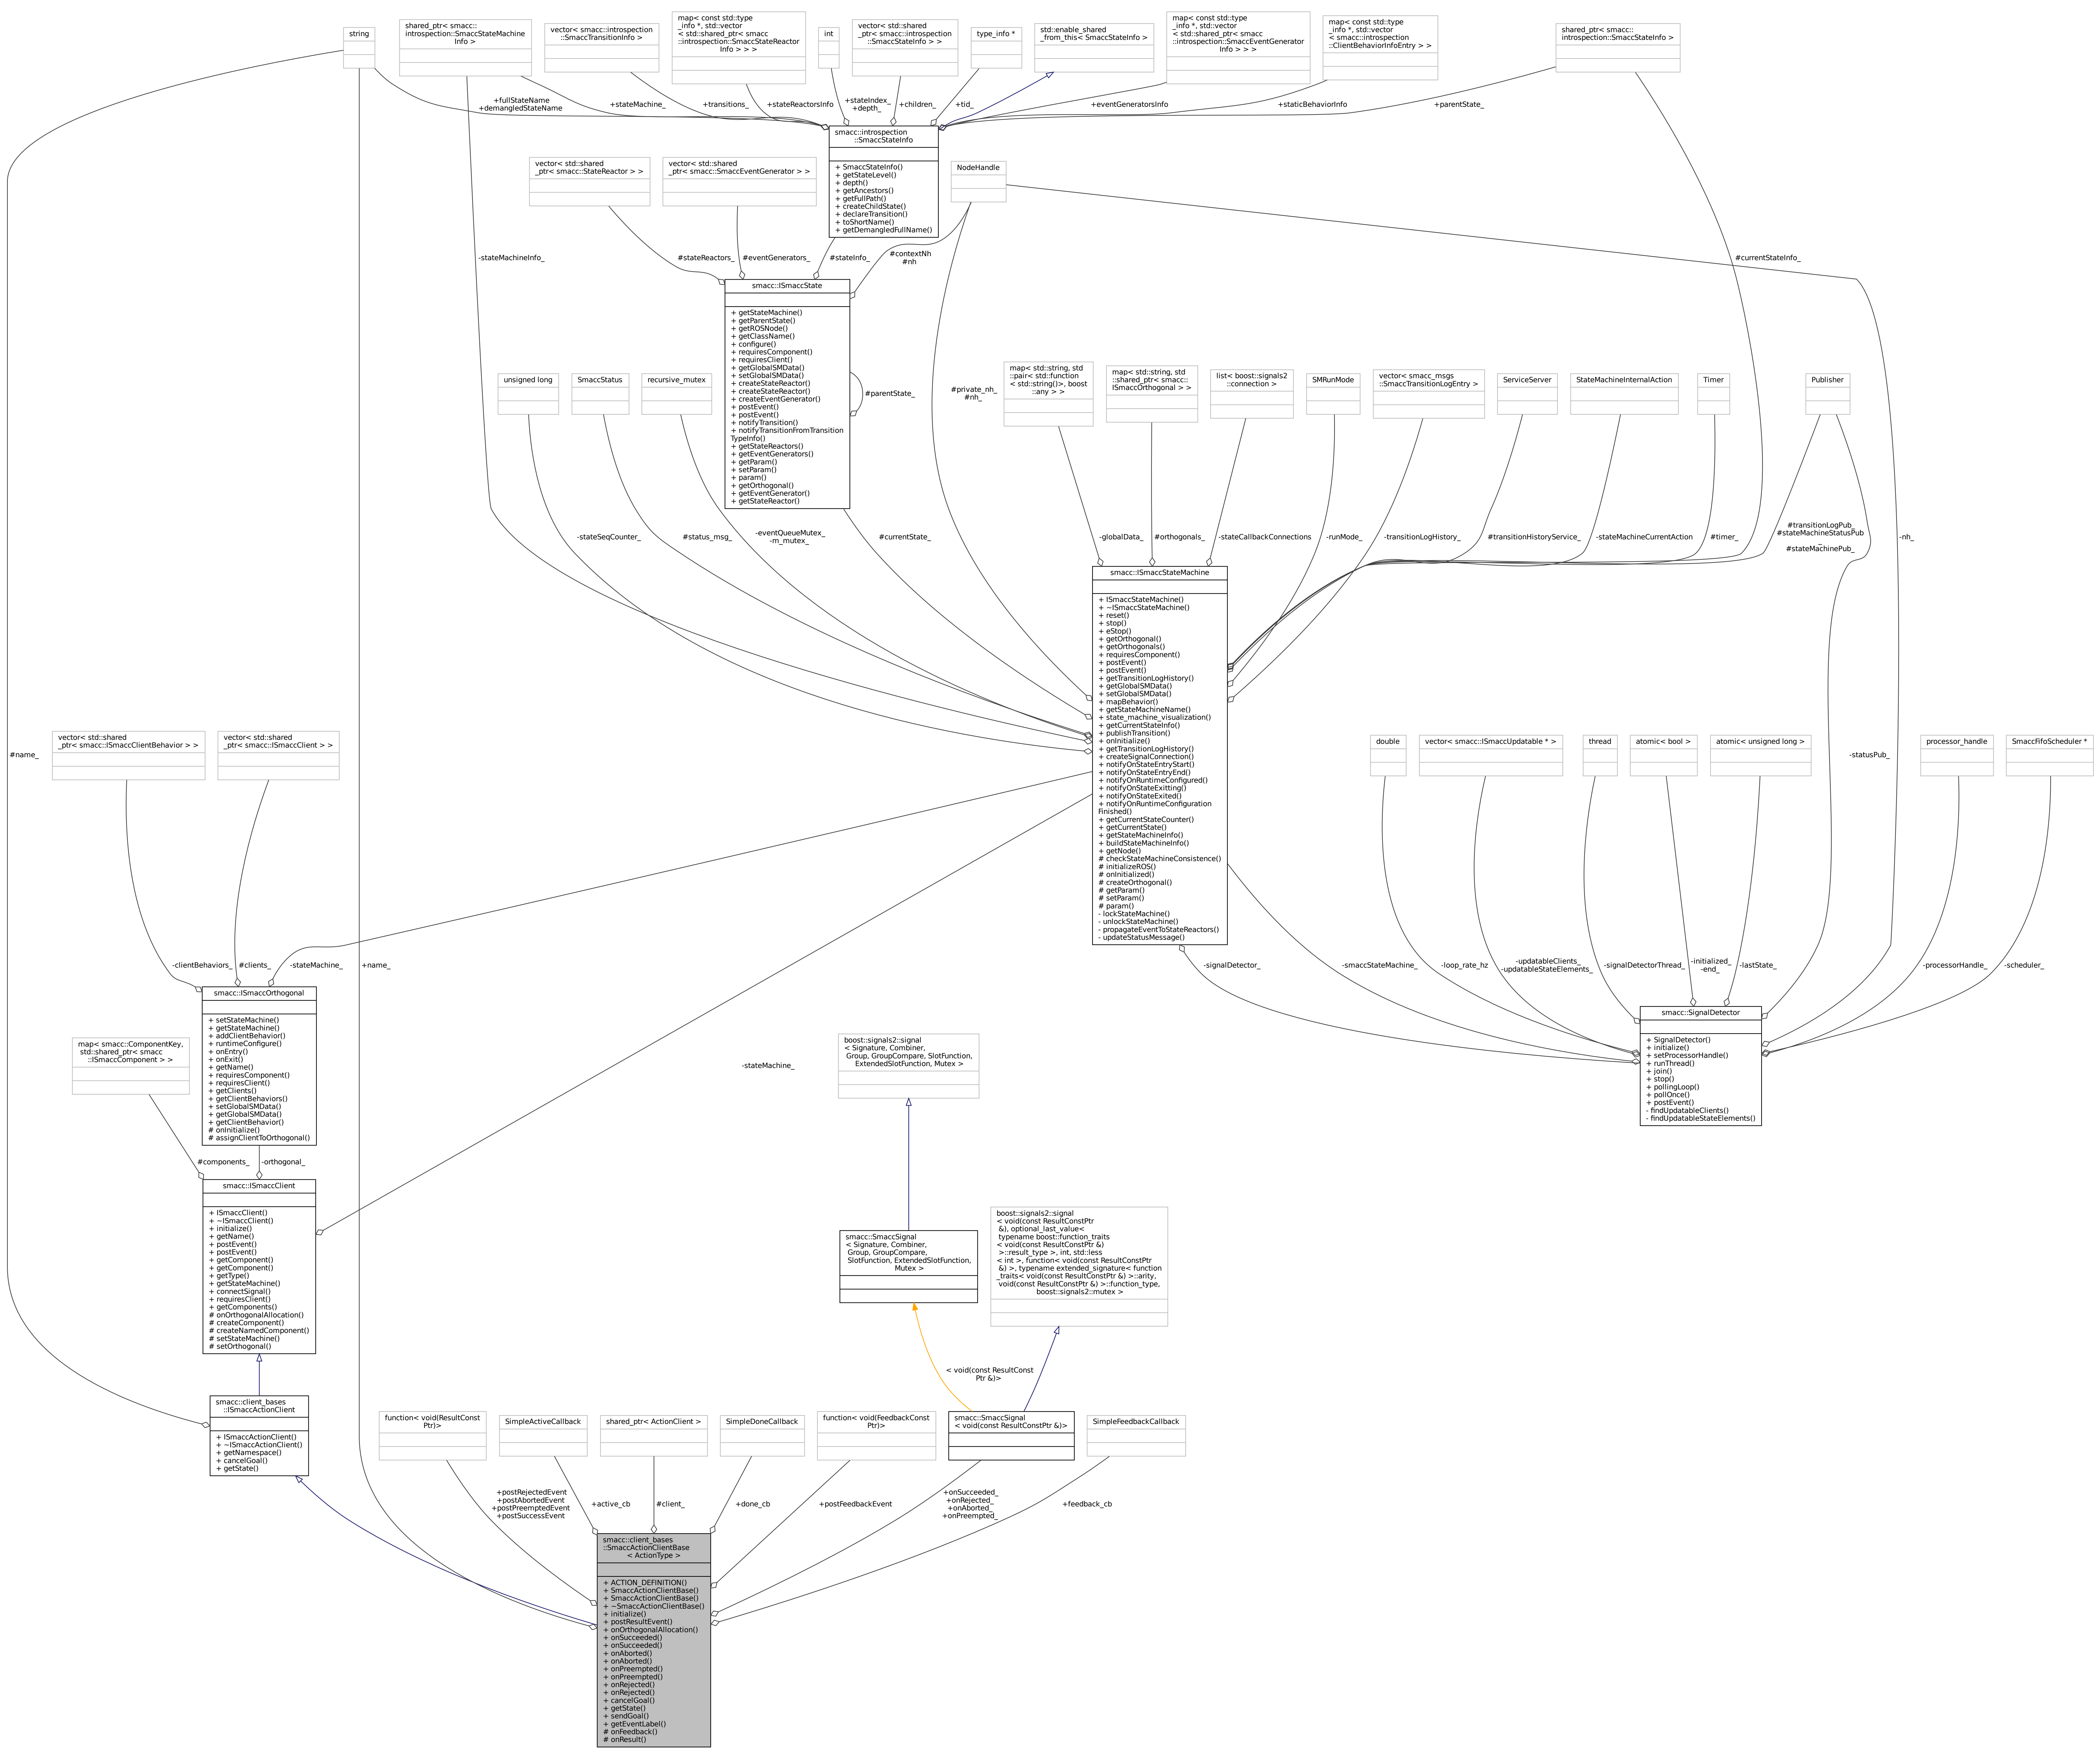 string
shared_ptr< smacc::
introspection::SmaccStateMachine
Info >
vector< smacc::introspection
::SmaccTransitionInfo >
map< const std::type
_info *, std::vector
< std::shared_ptr< smacc
::introspection::SmaccStateReactor
Info > > >
int
vector< std::shared
_ptr< smacc::introspection
::SmaccStateInfo > >
type_info *
std::enable_shared
_from_this< SmaccStateInfo >
map< const std::type
_info *, std::vector
< std::shared_ptr< smacc
::introspection::SmaccEventGenerator
Info > > >
map< const std::type
_info *, std::vector
< smacc::introspection
::ClientBehaviorInfoEntry > >
shared_ptr< smacc::
introspection::SmaccStateInfo >
+fullStateName
+demangledStateName
+stateMachine_
+transitions_
+stateReactorsInfo
+stateIndex_
+depth_
+children_
+tid_
+eventGeneratorsInfo
+staticBehaviorInfo
+parentState_
smacc::introspection
::SmaccStateInfo
+ SmaccStateInfo()
+ getStateLevel()
+ depth()
+ getAncestors()
+ getFullPath()
+ createChildState()
+ declareTransition()
+ toShortName()
+ getDemangledFullName()
vector< std::shared
_ptr< smacc::StateReactor > >
vector< std::shared
_ptr< smacc::SmaccEventGenerator > >
NodeHandle
-stateMachineInfo_
#stateReactors_
#eventGenerators_
#stateInfo_
#contextNh
#nh
#currentStateInfo_
smacc::ISmaccState
+ getStateMachine()
+ getParentState()
+ getROSNode()
+ getClassName()
+ configure()
+ requiresComponent()
+ requiresClient()
+ getGlobalSMData()
+ setGlobalSMData()
+ createStateReactor()
+ createStateReactor()
+ createEventGenerator()
+ postEvent()
+ postEvent()
+ notifyTransition()
+ notifyTransitionFromTransition
TypeInfo()
+ getStateReactors()
+ getEventGenerators()
+ getParam()
+ setParam()
+ param()
+ getOrthogonal()
+ getEventGenerator()
+ getStateReactor()
#parentState_
unsigned long
SmaccStatus
recursive_mutex
#private_nh_
#nh_
map< std::string, std
::pair< std::function
< std::string()>, boost
::any > >
map< std::string, std
::shared_ptr< smacc::
ISmaccOrthogonal > >
list< boost::signals2
::connection >
SMRunMode
vector< smacc_msgs
::SmaccTransitionLogEntry >
ServiceServer
StateMachineInternalAction
Timer
Publisher
-stateSeqCounter_
#status_msg_
-eventQueueMutex_
-m_mutex_
#currentState_
-globalData_
#orthogonals_
-stateCallbackConnections
-runMode_
-transitionLogHistory_
#transitionHistoryService_
-stateMachineCurrentAction
#timer_
#transitionLogPub_
#stateMachineStatusPub
_
#stateMachinePub_
-nh_
smacc::ISmaccStateMachine
+ ISmaccStateMachine()
+ ~ISmaccStateMachine()
+ reset()
+ stop()
+ eStop()
+ getOrthogonal()
+ getOrthogonals()
+ requiresComponent()
+ postEvent()
+ postEvent()
+ getTransitionLogHistory()
+ getGlobalSMData()
+ setGlobalSMData()
+ mapBehavior()
+ getStateMachineName()
+ state_machine_visualization()
+ getCurrentStateInfo()
+ publishTransition()
+ onInitialize()
+ getTransitionLogHistory()
+ createSignalConnection()
+ notifyOnStateEntryStart()
+ notifyOnStateEntryEnd()
+ notifyOnRuntimeConfigured()
+ notifyOnStateExitting()
+ notifyOnStateExited()
+ notifyOnRuntimeConfiguration
Finished()
+ getCurrentStateCounter()
+ getCurrentState()
+ getStateMachineInfo()
+ buildStateMachineInfo()
+ getNode()
# checkStateMachineConsistence()
# initializeROS()
# onInitialized()
# createOrthogonal()
# getParam()
# setParam()
# param()
- lockStateMachine()
- unlockStateMachine()
- propagateEventToStateReactors()
- updateStatusMessage()
vector< std::shared
_ptr< smacc::ISmaccClientBehavior > >
vector< std::shared
_ptr< smacc::ISmaccClient > >
double
vector< smacc::ISmaccUpdatable * >
thread
atomic< bool >
atomic< unsigned long >
processor_handle
SmaccFifoScheduler *
#name_
-statusPub_
-clientBehaviors_
#clients_
-stateMachine_
+name_
-signalDetector_
-smaccStateMachine_
-loop_rate_hz
-updatableClients_
-updatableStateElements_
-signalDetectorThread_
-initialized_
-end_
-lastState_
-processorHandle_
-scheduler_
smacc::ISmaccOrthogonal
+ setStateMachine()
+ getStateMachine()
+ addClientBehavior()
+ runtimeConfigure()
+ onEntry()
+ onExit()
+ getName()
+ requiresComponent()
+ requiresClient()
+ getClients()
+ getClientBehaviors()
+ setGlobalSMData()
+ getGlobalSMData()
+ getClientBehavior()
# onInitialize()
# assignClientToOrthogonal()
smacc::SignalDetector
+ SignalDetector()
+ initialize()
+ setProcessorHandle()
+ runThread()
+ join()
+ stop()
+ pollingLoop()
+ pollOnce()
+ postEvent()
- findUpdatableClients()
- findUpdatableStateElements()
map< smacc::ComponentKey,
std::shared_ptr< smacc
::ISmaccComponent > >
boost::signals2::signal
< Signature, Combiner,
Group, GroupCompare, SlotFunction,
ExtendedSlotFunction, Mutex >
-stateMachine_
#components_
-orthogonal_
smacc::ISmaccClient
+ ISmaccClient()
+ ~ISmaccClient()
+ initialize()
+ getName()
+ postEvent()
+ postEvent()
+ getComponent()
+ getComponent()
+ getType()
+ getStateMachine()
+ connectSignal()
+ requiresClient()
+ getComponents()
# onOrthogonalAllocation()
# createComponent()
# createNamedComponent()
# setStateMachine()
# setOrthogonal()
smacc::SmaccSignal
< Signature, Combiner,
Group, GroupCompare,
SlotFunction, ExtendedSlotFunction,
Mutex >
boost::signals2::signal
< void(const ResultConstPtr
&), optional_last_value<
typename boost::function_traits
< void(const ResultConstPtr &)
>::result_type >, int, std::less
< int >, function< void(const ResultConstPtr
&) >, typename extended_signature< function
_traits< void(const ResultConstPtr &) >::arity,
void(const ResultConstPtr &) >::function_type,
boost::signals2::mutex >
< void(const ResultConst
Ptr &)>
smacc::client_bases
::ISmaccActionClient
+ ISmaccActionClient()
+ ~ISmaccActionClient()
+ getNamespace()
+ cancelGoal()
+ getState()
function< void(ResultConst
Ptr)>
SimpleActiveCallback
shared_ptr< ActionClient >
SimpleDoneCallback
function< void(FeedbackConst
Ptr)>
smacc::SmaccSignal
< void(const ResultConstPtr &)>
SimpleFeedbackCallback
+postRejectedEvent
+postAbortedEvent
+postPreemptedEvent
+postSuccessEvent
+active_cb
#client_
+done_cb
+postFeedbackEvent
+onSucceeded_
+onRejected_
+onAborted_
+onPreempted_
+feedback_cb
smacc::client_bases
::SmaccActionClientBase
< ActionType >
+ ACTION_DEFINITION()
+ SmaccActionClientBase()
+ SmaccActionClientBase()
+ ~SmaccActionClientBase()
+ initialize()
+ postResultEvent()
+ onOrthogonalAllocation()
+ onSucceeded()
+ onSucceeded()
+ onAborted()
+ onAborted()
+ onPreempted()
+ onPreempted()
+ onRejected()
+ onRejected()
+ cancelGoal()
+ getState()
+ sendGoal()
+ getEventLabel()
# onFeedback()
# onResult()